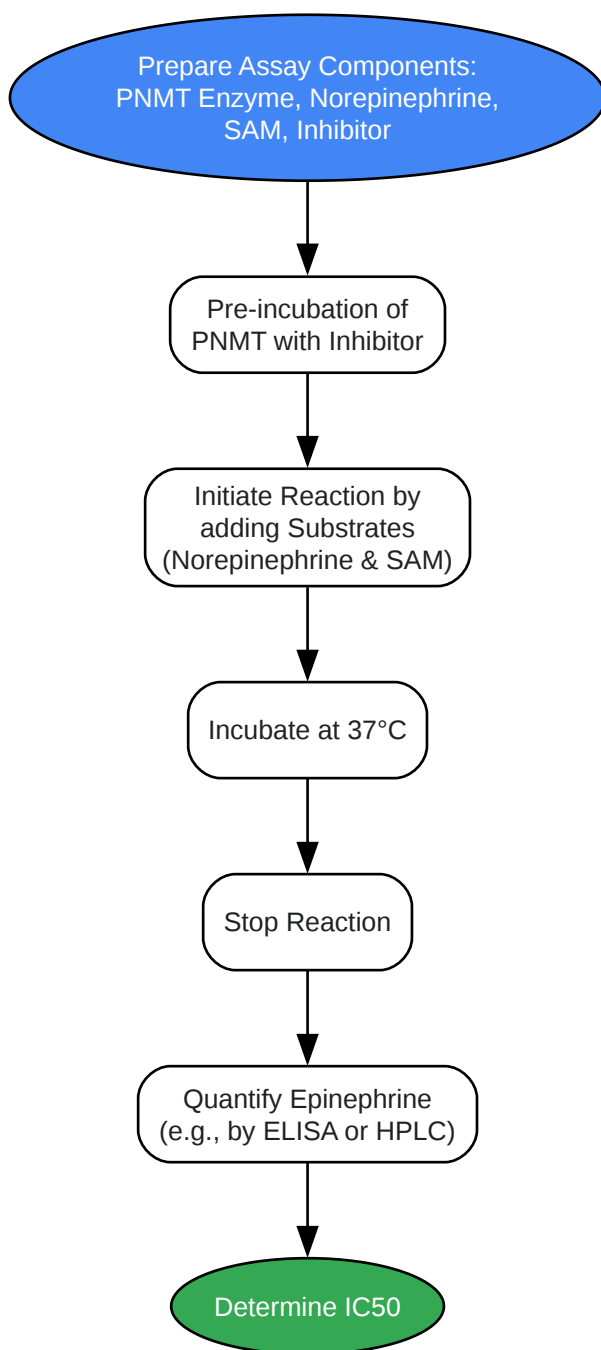 Prepare Assay Components:
PNMT Enzyme, Norepinephrine,
SAM, Inhibitor
Pre-incubation of
PNMT with Inhibitor
Initiate Reaction by
adding Substrates
(Norepinephrine & SAM)
Incubate at 37°C
Stop Reaction
Quantify Epinephrine
(e.g., by ELISA or HPLC)
Determine IC50